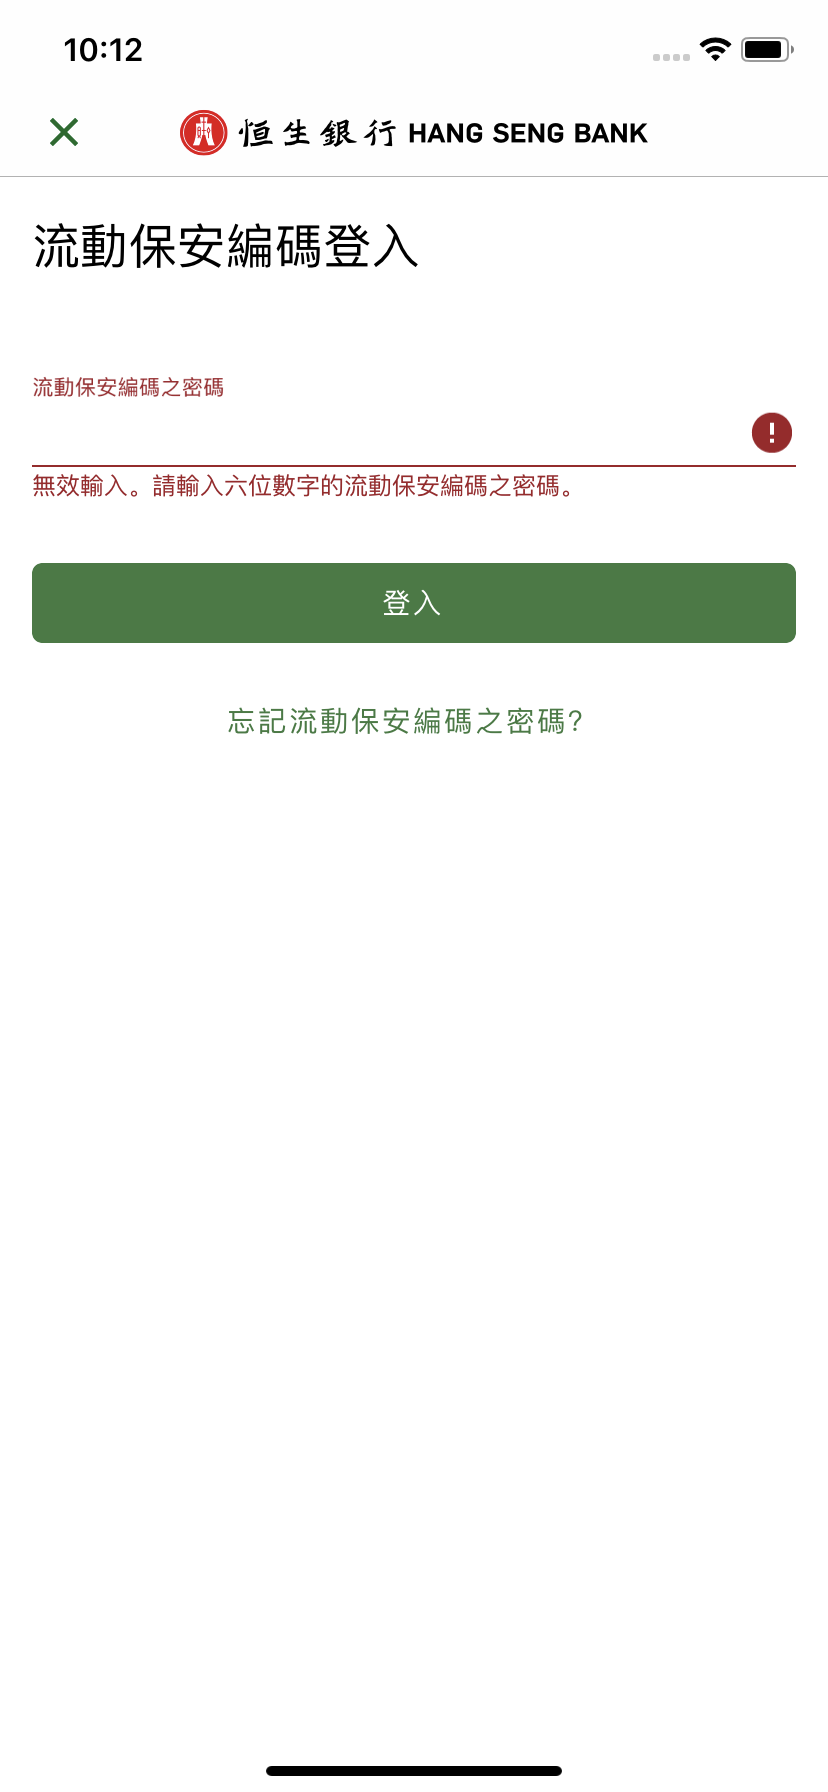 10:12
恒生銀行 HANG SENG BANK
流動保安編碼登入
流動保安編碼之密碼
無效輸入。請輸入六位數字的流動保安編碼之密碼。
登入
忘記流動保安編碼之密碼?